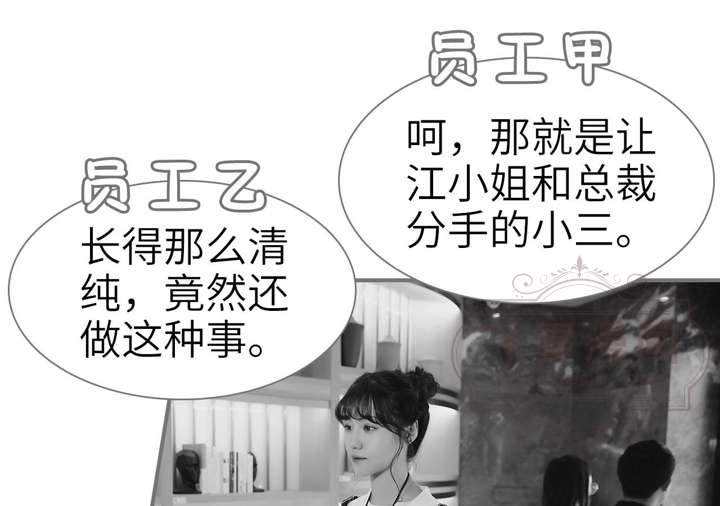 员工甲
呵，那就是让
江小姐和总裁
分手的小三。
员工乙
长得那么清
纯，竟然还
做这种事。